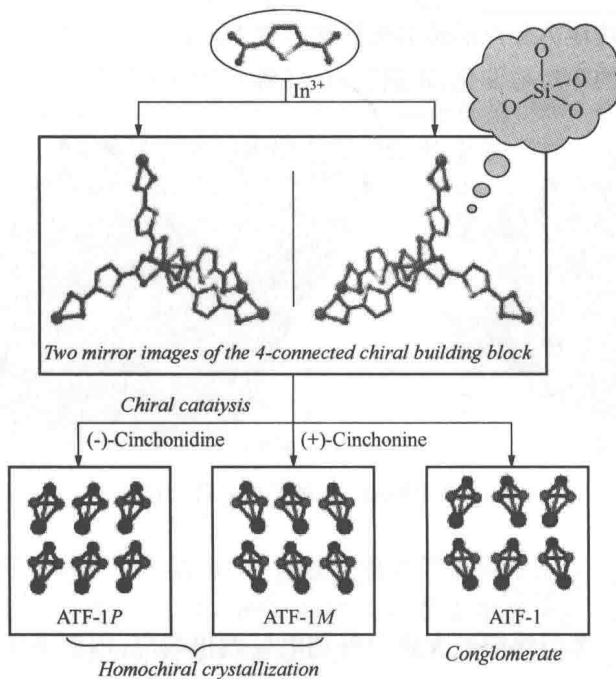 In³⁺
O
O
Si
O
O
Two mirror images of the 4-connected chiral building block
Chiral cataiysis
(-)-Cinchonidine
(+)-Cinchonine
ATF-1P
ATF-1M
ATF-1
Homochiral crystallization
Conglomerate